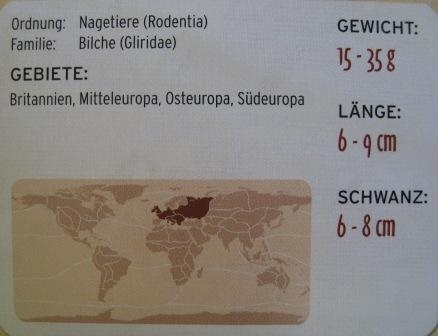 Ordnung: Nagetiere (Rodentia)
Familie: Bilche (Gliridae)
GEBIETE:
Britannien, Mitteleuropa, Osteuropa, Südeuropa
GEWICHT:
15-35 g
LÄNGE:
6-9 cm
SCHWANZ:
6-8 cm